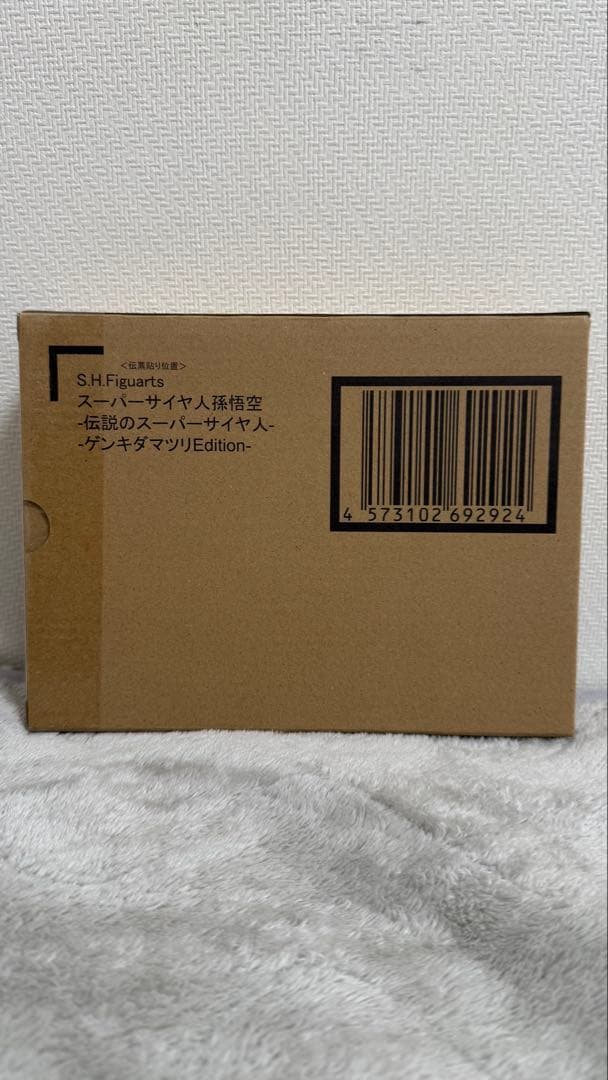 ＜伝票貼り位置＞
S.H.Figuarts
スーパーサイヤ人孫悟空
-伝説のスーパーサイヤ人-
-ゲンキダマツリEdition-
4 573102 692924